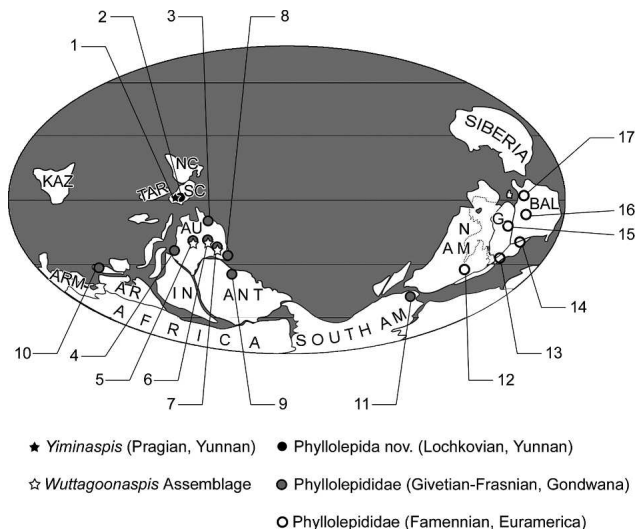 2 3 8
1
SIBERIA
17
NC
KAZ
TAR SC
BAL
16
AU
G
15
N
AM
ARM
AR
IN
ANT
14
AFRICA
SOUTH AM
10
4
13
5
12
6
11
7
9
Yiminaspis (Pragian, Yunnan)
Phyllolepida nov. (Lochkovian, Yunnan)
Wuttagoonaspis Assemblage
Phyllolepididae (Givetian-Frasnian, Gondwana)
Phyllolepididae (Famennian, Euramerica)